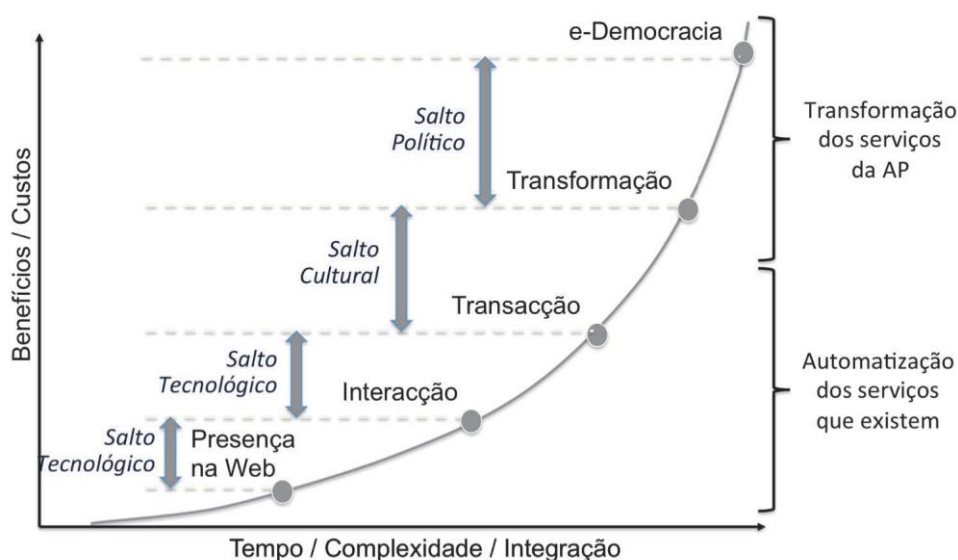 e-Democracia
Salto
Político
Transformação
dos serviços
da AP
Transformação
Salto
Cultural
Transacção
Salto
Tecnológico
Interacção
Automatização
dos serviços
que existem
Salto
Tecnológico
Presença
na Web
Benefícios / Custos
Tempo / Complexidade / Integração